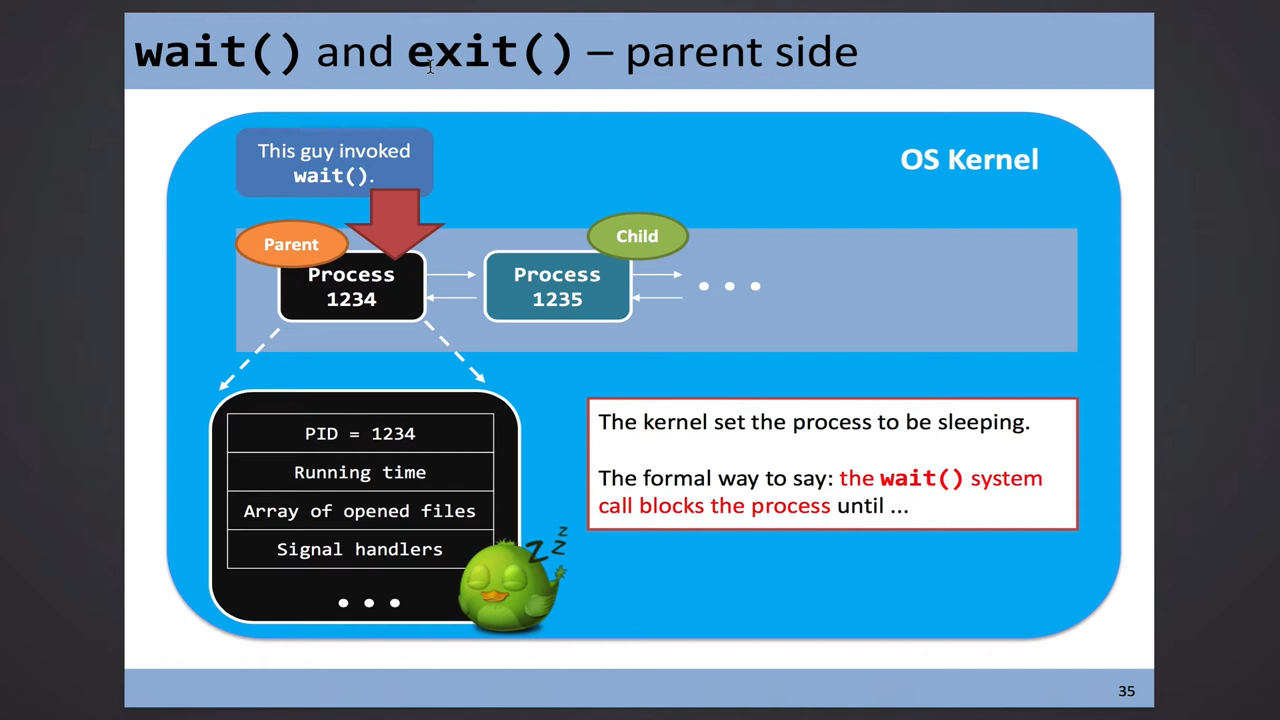 wait() and exit() – parent side
This guy invoked
wait().
OS Kernel
Parent
Child
Process
1234
Process
1235
PID = 1234
Running time
Array of opened files
Signal handlers
The kernel set the process to be sleeping.
The formal way to say: the wait() system
call blocks the process until ...
z
z
z
35